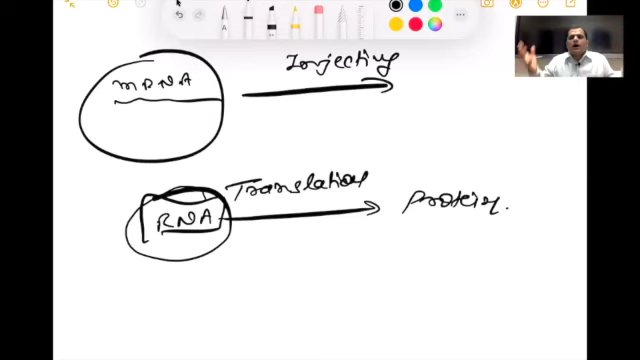 Injecting
mRNA
Translation
RNA
Protein.